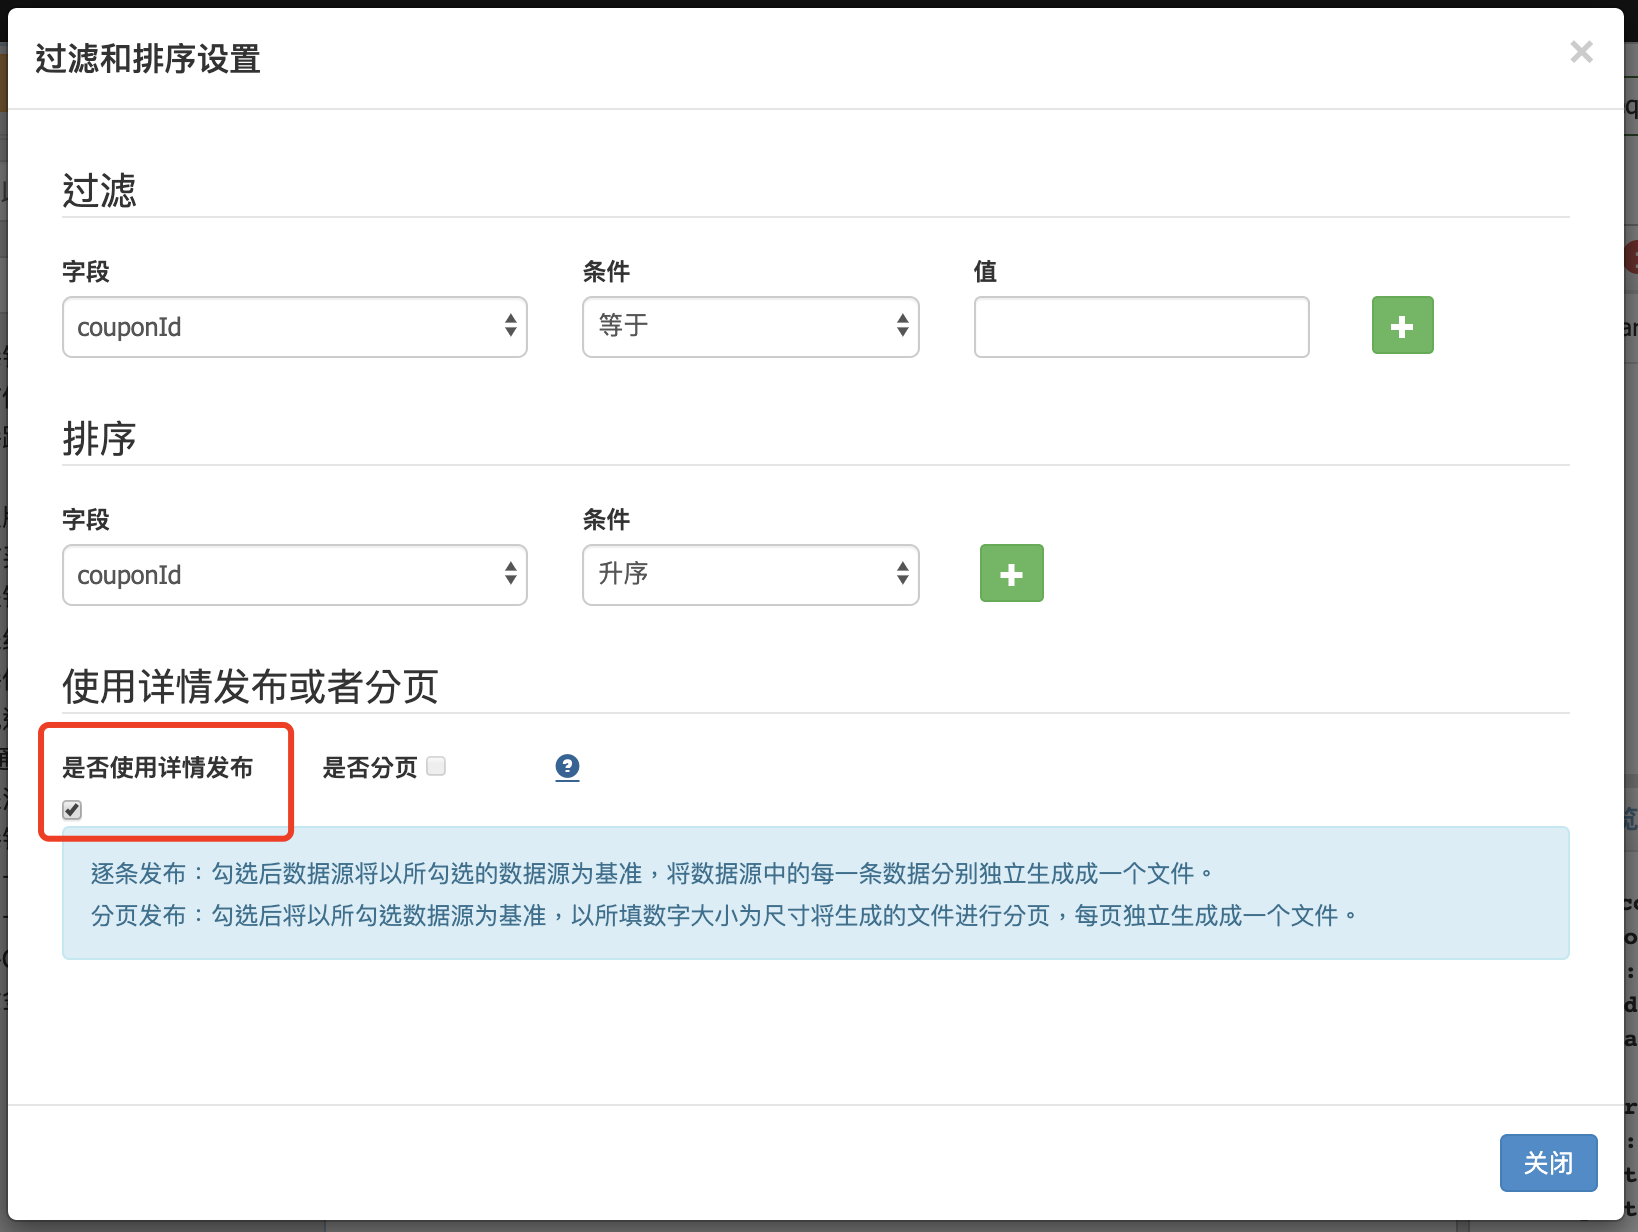 过滤和排序设置
×
过滤
字段
条件
值
couponId
等于
排序
字段
条件
couponId
升序
使用详情发布或者分页
是否使用详情发布
是否分页
?
逐条发布：勾选后数据源将以所勾选的数据源为基准，将数据源中的每一条数据分别独立生成成一个文件。
分页发布：勾选后将以所勾选数据源为基准，以所填数字大小为尺寸将生成的文件进行分页，每页独立生成成一个文件。
关闭